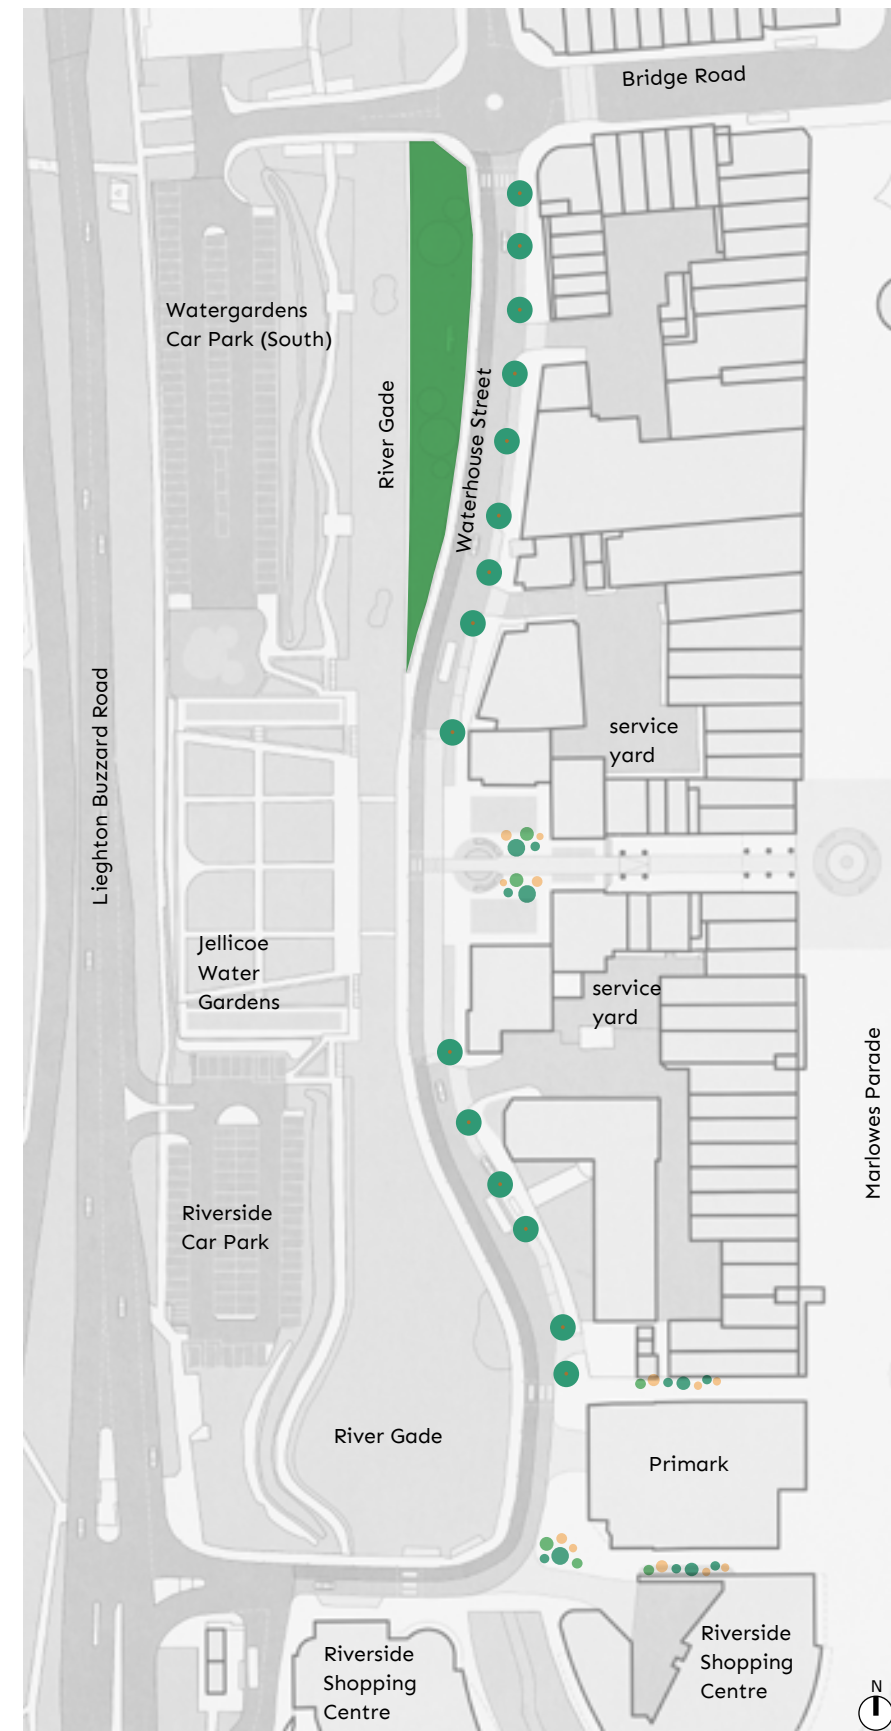 Bridge Road
Watergardens
Car Park (South)
River Gade
Waterhouse Street
Lieghton Buzzard Road
service
yard
Jellicoe
Water
Gardens
service
yard
Marlowes Parade
Riverside
Car Park
River Gade
Primark
Riverside
Shopping
Centre
Riverside
Shopping
Centre
N